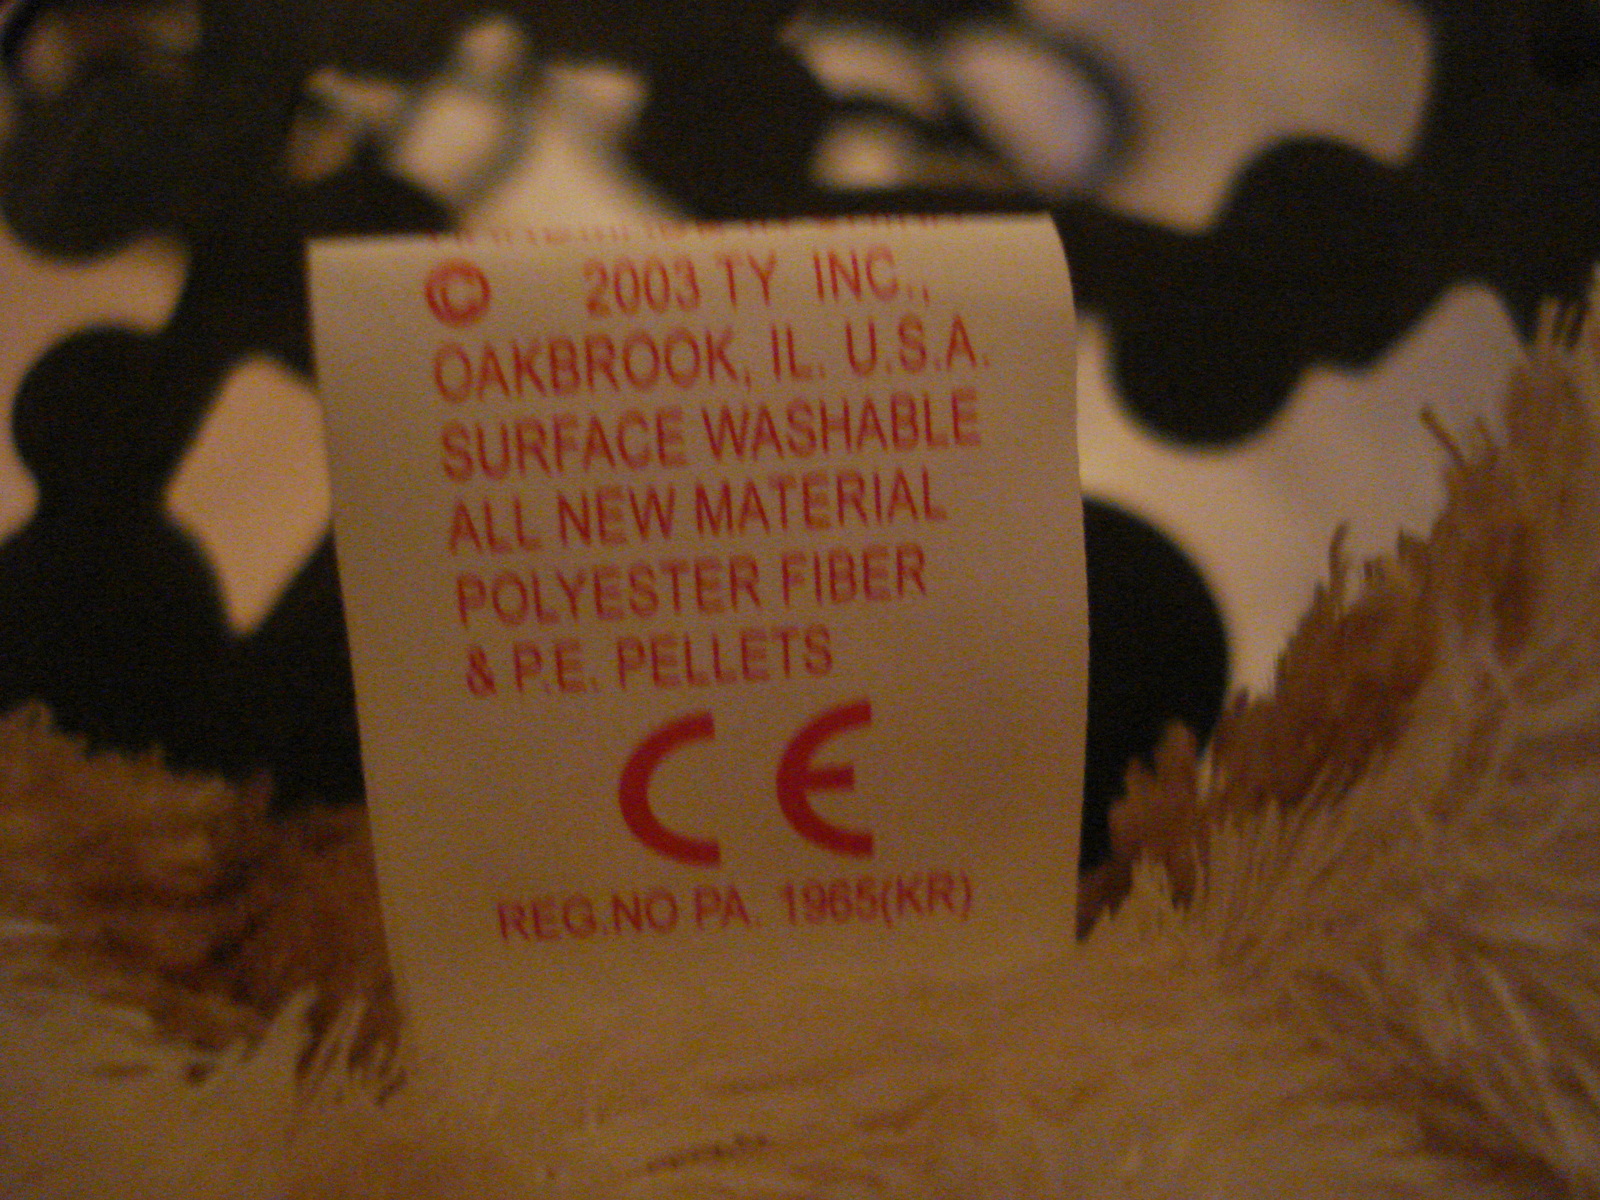 © 2003 TY INC.,
OAKBROOK, IL. U.S.A.
SURFACE WASHABLE
ALL NEW MATERIAL
POLYESTER FIBER
& P.E. PELLETS
CE
REG.NO PA. 1965(KR)